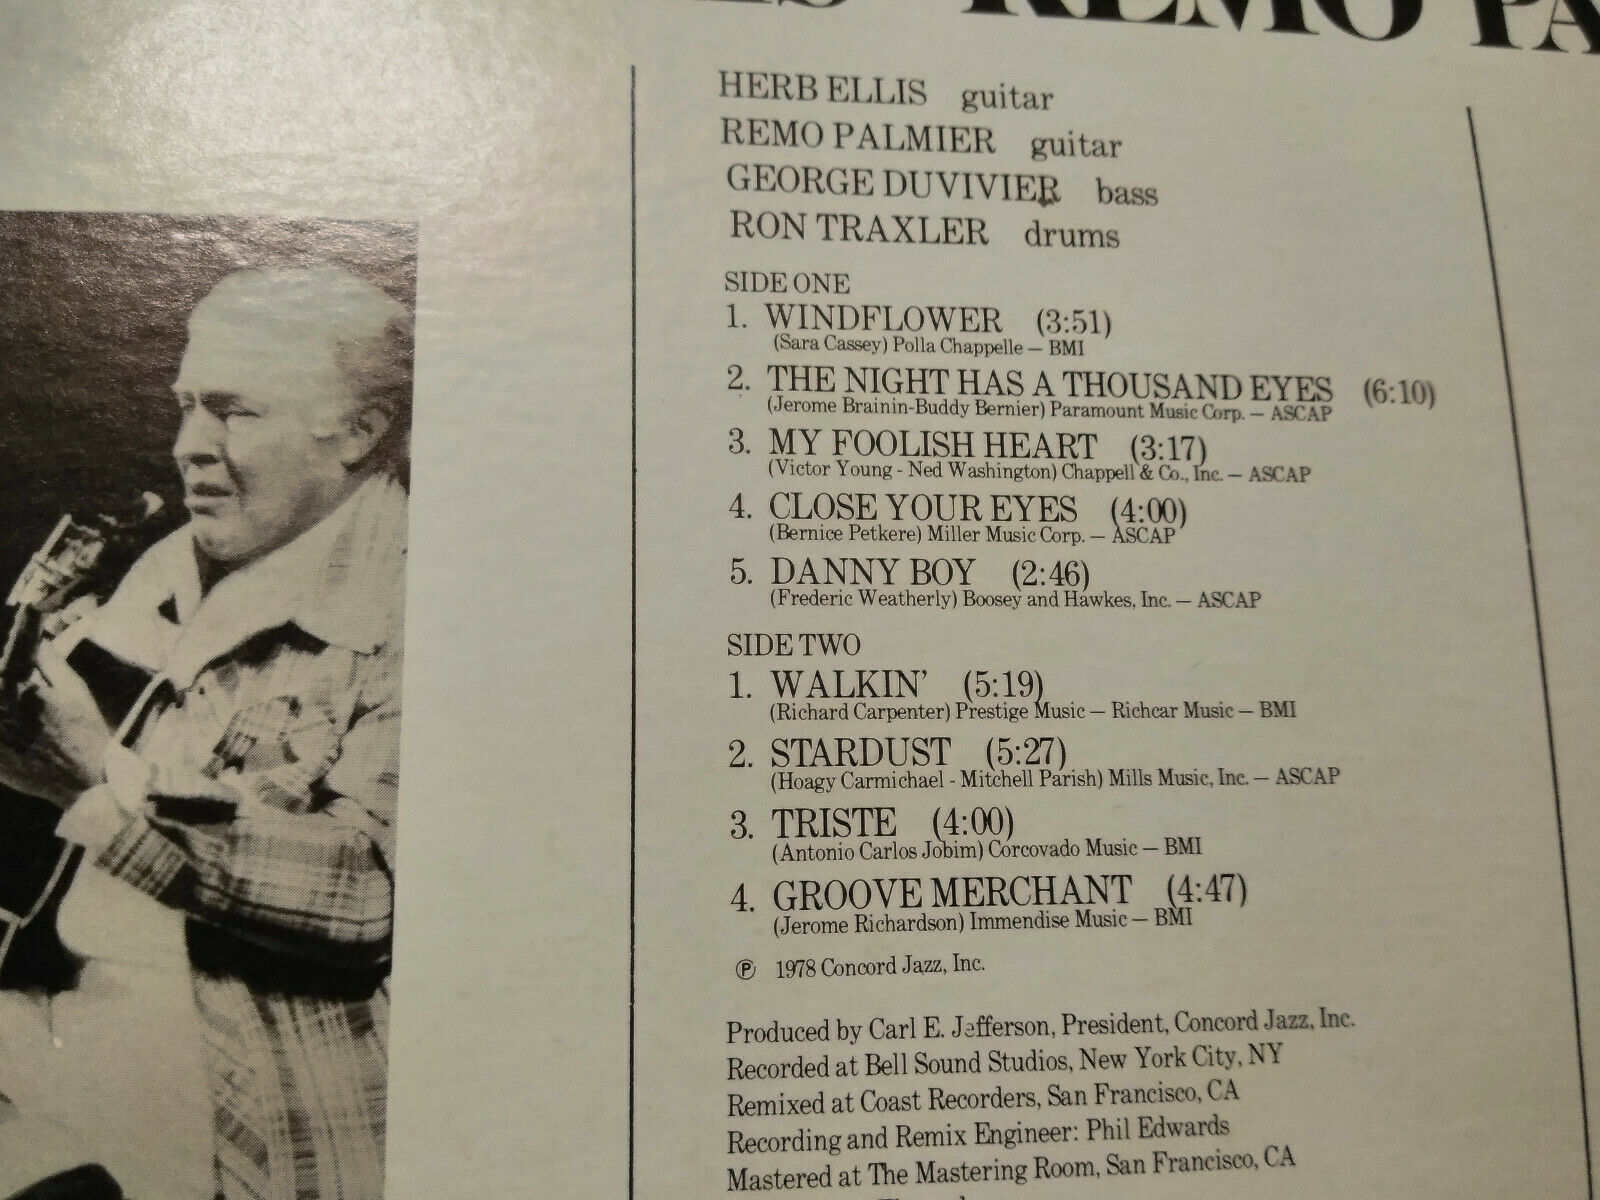 REMO PA
HERB ELLIS guitar
REMO PALMIER guitar
GEORGE DUVIVIER bass
RON TRAXLER drums
SIDE ONE
1. WINDFLOWER (3:51)
(Sara Cassey) Polla Chappelle — BMI
2. THE NIGHT HAS A THOUSAND EYES (6:10)
(Jerome Brainin-Buddy Bernier) Paramount Music Corp. — ASCAP
3. MY FOOLISH HEART (3:17)
(Victor Young - Ned Washington) Chappell & Co., Inc. — ASCAP
4. CLOSE YOUR EYES (4:00)
(Bernice Petkere) Miller Music Corp. — ASCAP
5. DANNY BOY (2:46)
(Frederic Weatherly) Boosey and Hawkes, Inc. — ASCAP
SIDE TWO
1. WALKIN' (5:19)
(Richard Carpenter) Prestige Music — Richcar Music — BMI
2. STARDUST (5:27)
(Hoagy Carmichael - Mitchell Parish) Mills Music, Inc. — ASCAP
3. TRISTE (4:00)
(Antonio Carlos Jobim) Corcovado Music — BMI
4. GROOVE MERCHANT (4:47)
(Jerome Richardson) Immendise Music — BMI
℗ 1978 Concord Jazz, Inc.
Produced by Carl E. Jefferson, President, Concord Jazz, Inc.
Recorded at Bell Sound Studios, New York City, NY
Remixed at Coast Recorders, San Francisco, CA
Recording and Remix Engineer: Phil Edwards
Mastered at The Mastering Room, San Francisco, CA